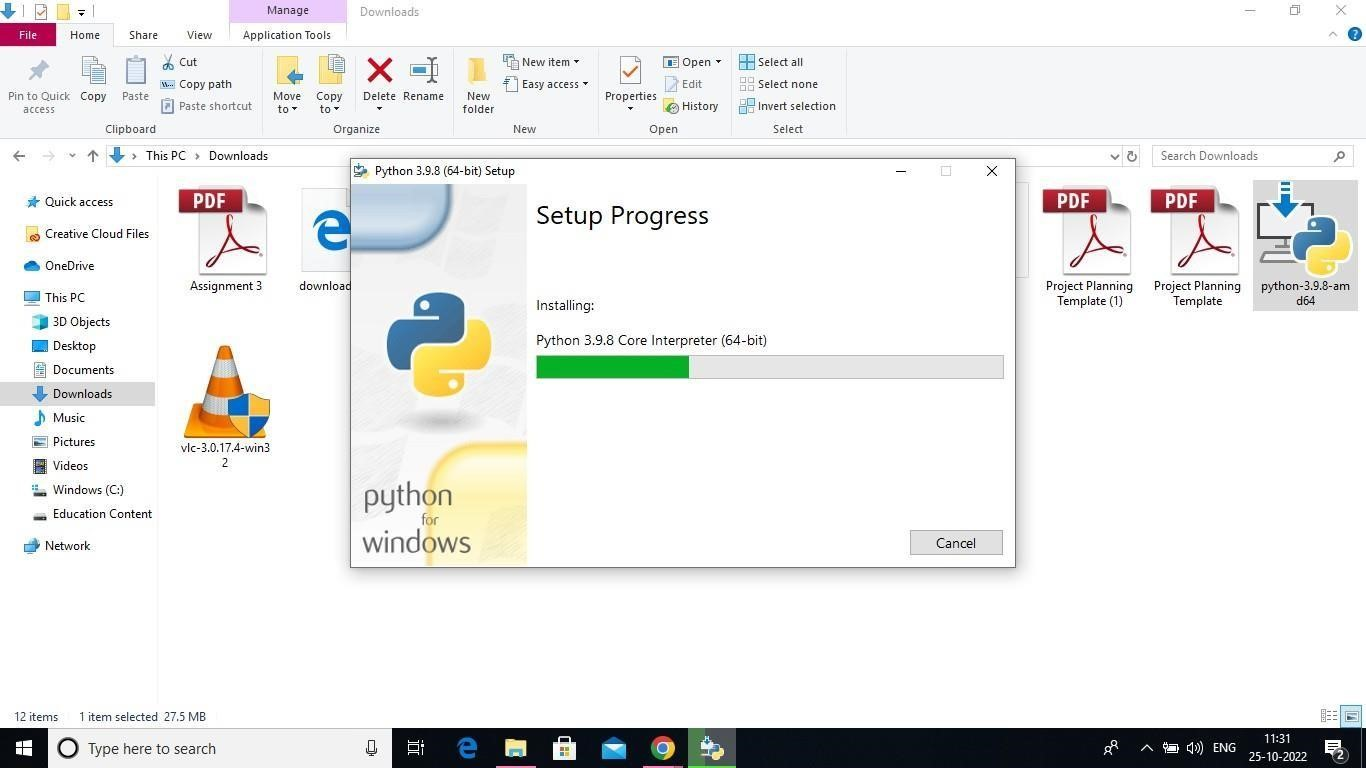 Manage
Downloads
File
Home
Share
View
Application Tools
Pin to Quick
access
Copy
Paste
Cut
Copy path
Paste shortcut
Clipboard
Move
to
Copy
to
Delete
Rename
Organize
New
folder
New item
Easy access
New
Properties
Open
Edit
History
Open
Select all
Select none
Invert selection
Select
This PC
Downloads
Search Downloads
Quick access
Creative Cloud Files
OneDrive
This PC
3D Objects
Desktop
Documents
Downloads
Music
Pictures
Videos
Windows (C:)
Education Content
Network
PDF
Assignment 3
download
vlc-3.0.17.4-win3
2
Python 3.9.8 (64-bit) Setup
Setup Progress
Installing:
Python 3.9.8 Core Interpreter (64-bit)
python
for
windows
Cancel
PDF
Project Planning
Template (1)
PDF
Project Planning
Template
python-3.9.8-am
d64
12 items
1 item selected 27.5 MB
Type here to search
ENG
11:31
25-10-2022
2